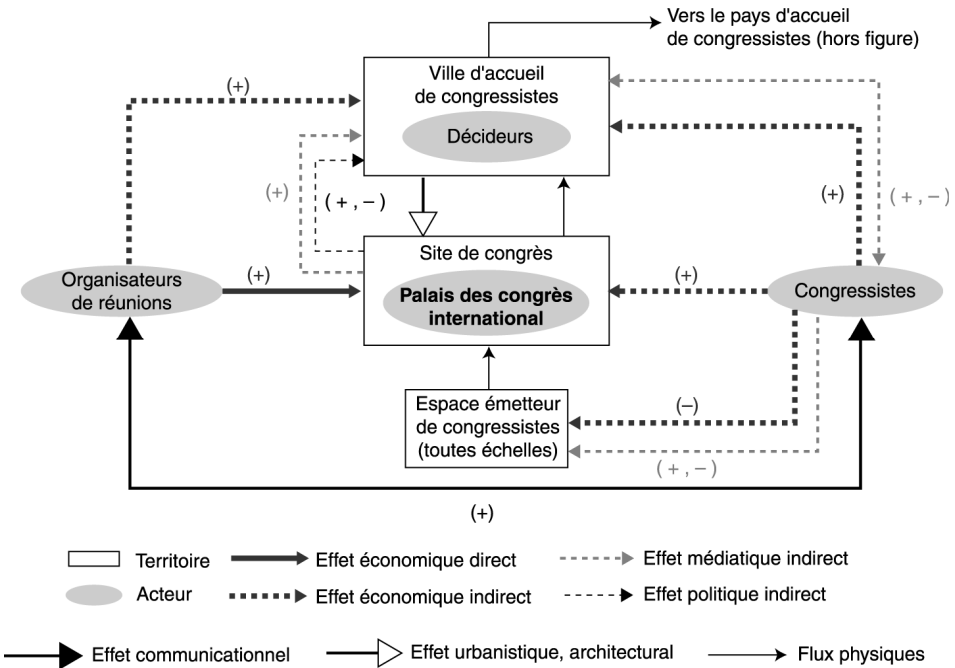 Vers le pays d'accueil
de congressistes (hors figure)
Ville d'accueil
de congressistes
(+)
Décideurs
(+)
( + , − )
(+)
( + , − )
Site de congrès
Organisateurs
de réunions
(+)
Palais des congrès
international
(+)
Congressistes
Espace émetteur
de congressistes
(toutes échelles)
(−)
( + , − )
(+)
Territoire
Effet économique direct
Effet médiatique indirect
Acteur
Effet économique indirect
Effet politique indirect
Effet communicationnel
Effet urbanistique, architectural
Flux physiques